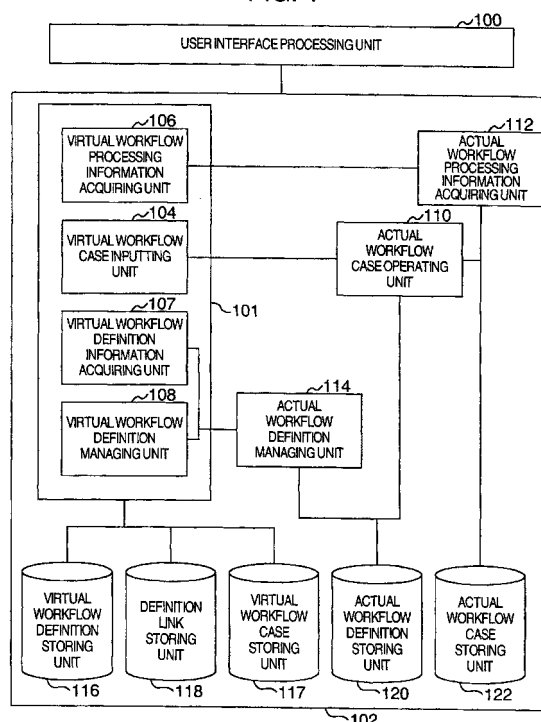 100
USER INTERFACE PROCESSING UNIT
106
VIRTUAL WORKFLOW
PROCESSING
INFORMATION
ACQUIRING UNIT
112
ACTUAL
WORKFLOW
PROCESSING
INFORMATION
ACQUIRING UNIT
104
VIRTUAL WORKFLOW
CASE INPUTTING
UNIT
110
ACTUAL
WORKFLOW
CASE OPERATING
UNIT
101
107
VIRTUAL WORKFLOW
DEFINITION
INFORMATION
ACQUIRING UNIT
108
VIRTUAL WORKFLOW
DEFINITION
MANAGING UNIT
114
ACTUAL
WORKFLOW
DEFINITION
MANAGING UNIT
VIRTUAL
WORKFLOW
DEFINITION
STORING
UNIT
116
DEFINITION
LINK
STORING
UNIT
118
VIRTUAL
WORKFLOW
CASE
STORING
UNIT
117
ACTUAL
WORKFLOW
DEFINITION
STORING
UNIT
120
ACTUAL
WORKFLOW
CASE
STORING
UNIT
122
102